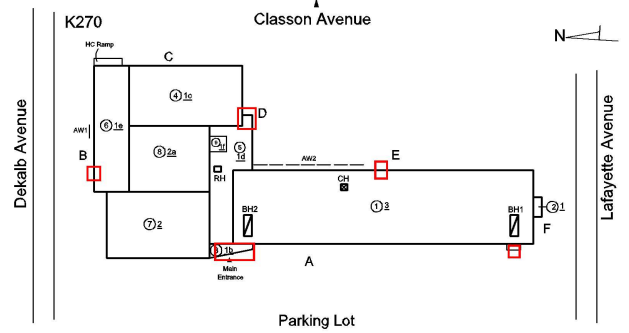 K270
Classon Avenue
N
HC Ramp
C
4 1c
D
6 1e
AW1
B
8 2a
5
1d
RH
AW2
E
CH
1 3
2 1
BH2
BH1
F
7 2
1b
A
Main
Entrance
Parking Lot
Dekalb Avenue
Lafayette Avenue